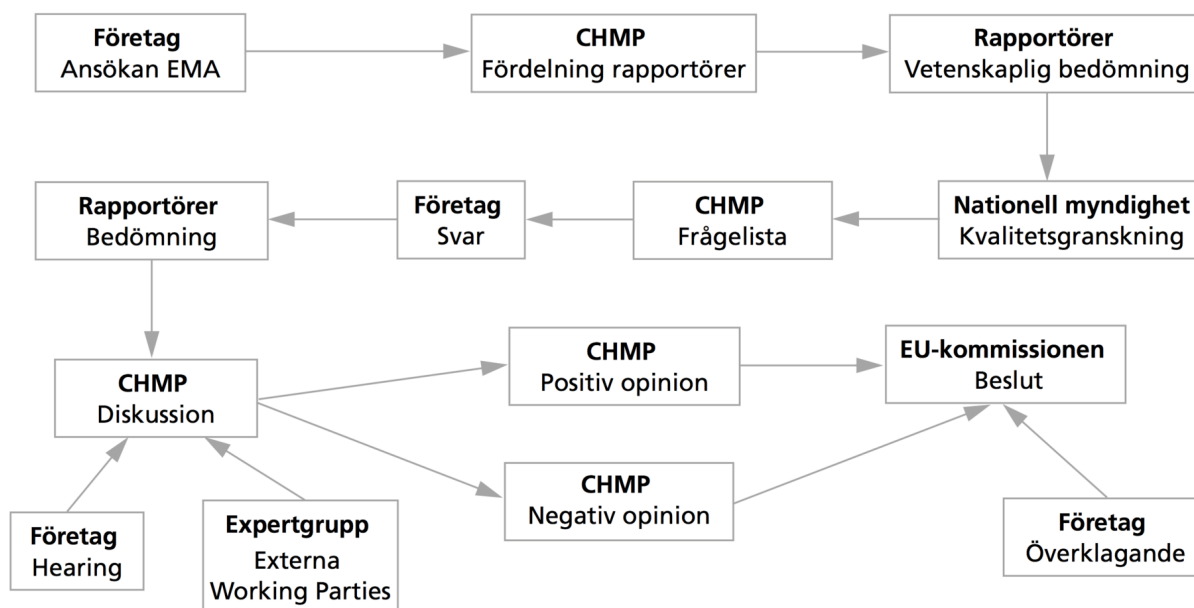 Företag
Ansökan EMA
CHMP
Fördelning rapportörer
Rapportörer
Vetenskaplig bedömning
Nationell myndighet
Kvalitetsgranskning
CHMP
Frågelista
Företag
Svar
Rapportörer
Bedömning
CHMP
Diskussion
CHMP
Positiv opinion
EU-kommissionen
Beslut
CHMP
Negativ opinion
Företag
Hearing
Expertgrupp
Externa
Working Parties
Företag
Överklagande